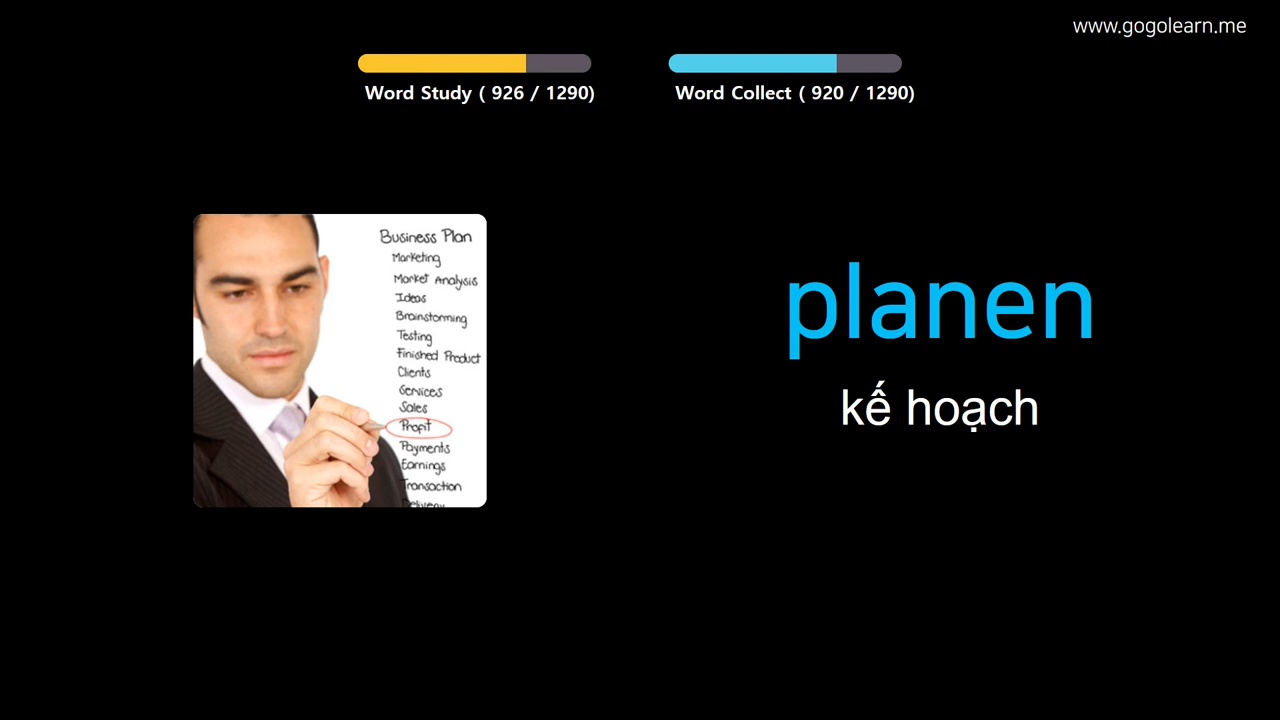 www.gogolearn.me
Word Study ( 926 / 1290)
Word Collect ( 920 / 1290)
Business Plan
Marketing
Market Analysis
Ideas
Brainstorming
Testing
Finished Product
Clients
Services
Sales
Profit
Payments
Earnings
Transaction
Delivery
planen
kế hoạch